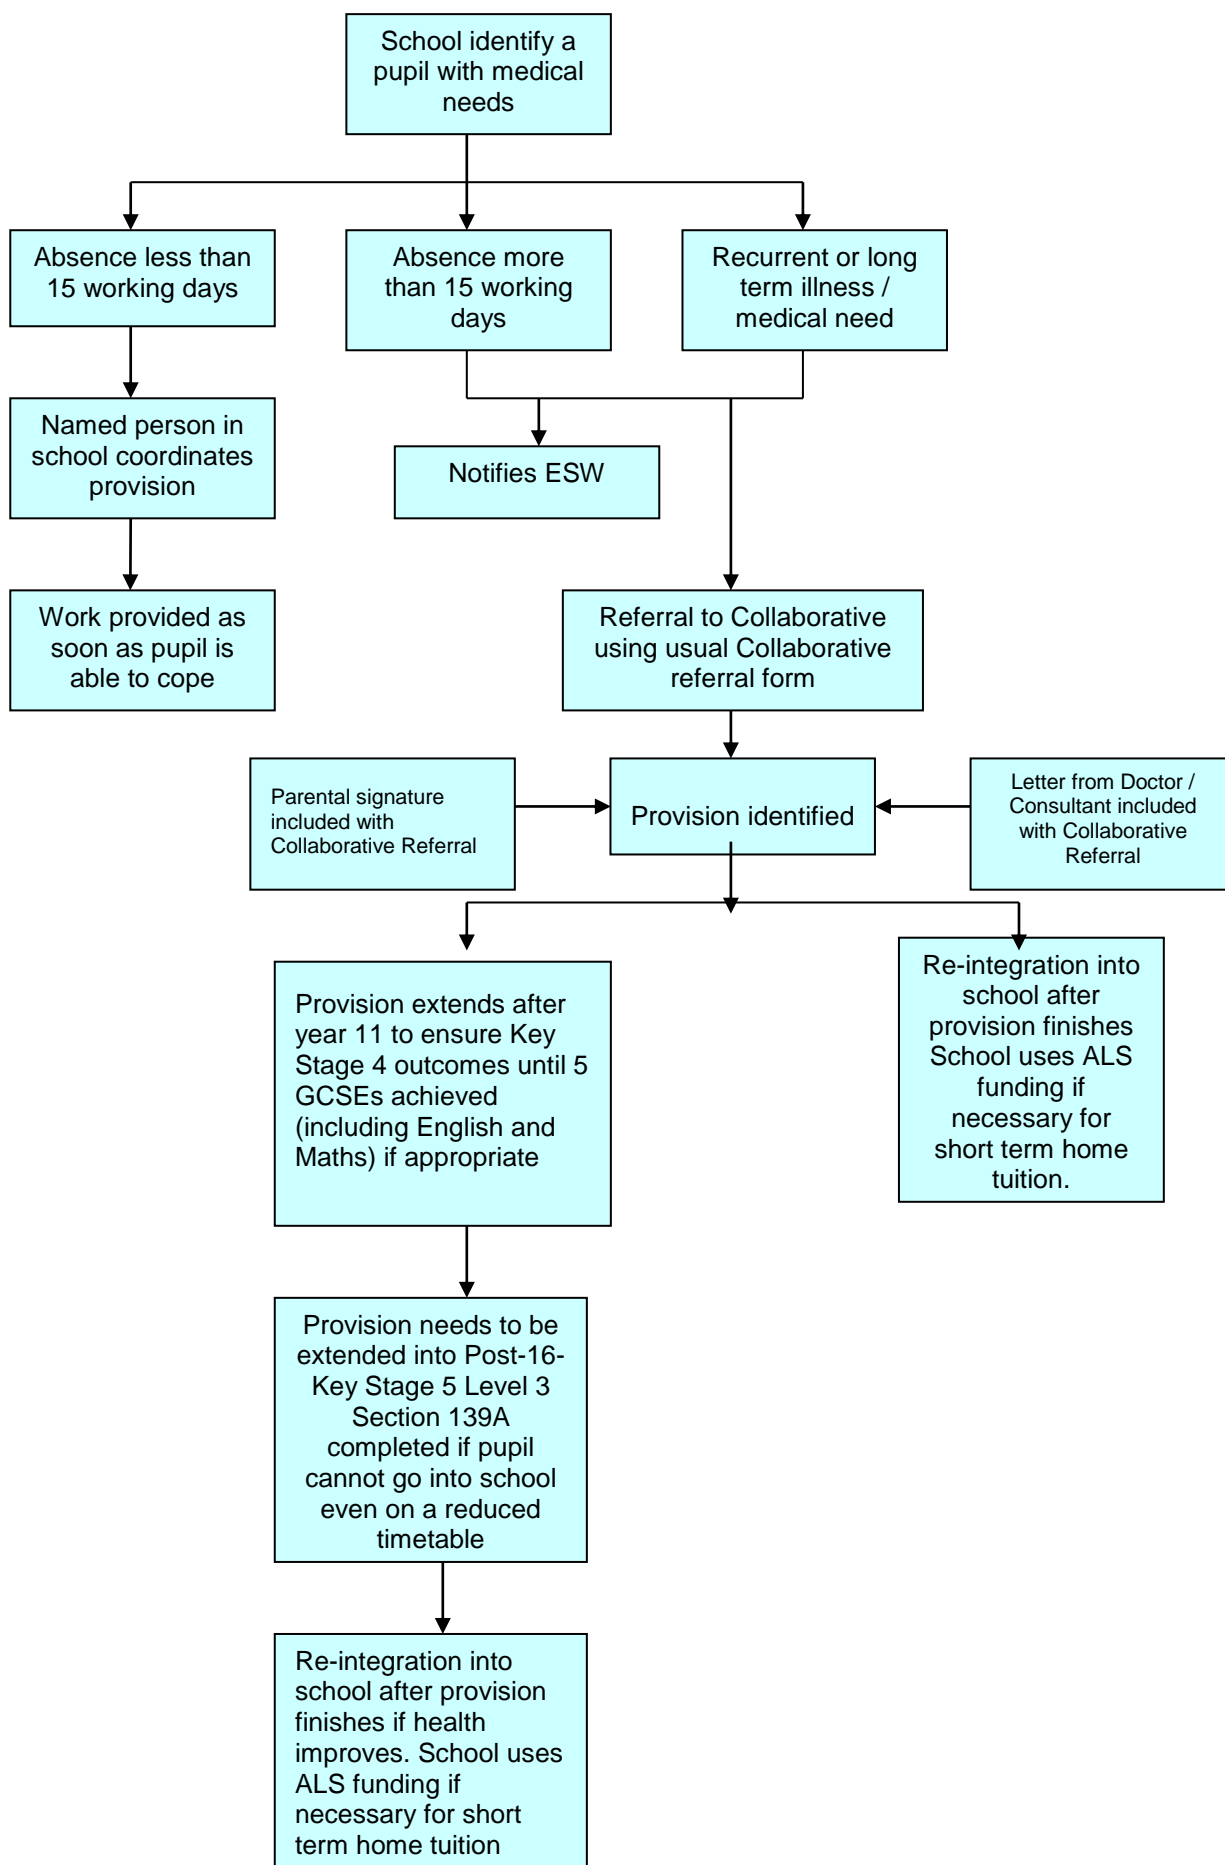 School identify a
pupil with medical
needs
Absence less than
15 working days
Absence more
than 15 working
days
Recurrent or long
term illness /
medical need
Named person in
school coordinates
provision
Notifies ESW
Work provided as
soon as pupil is
able to cope
Referral to Collaborative
using usual Collaborative
referral form
Parental signature
included with
Collaborative Referral
Provision identified
Letter from Doctor /
Consultant included
with Collaborative
Referral
Provision extends after
year 11 to ensure Key
Stage 4 outcomes until 5
GCSEs achieved
(including English and
Maths) if appropriate
Re-integration into
school after
provision finishes
School uses ALS
funding if
necessary for
short term home
tuition.
Provision needs to be
extended into Post-16-
Key Stage 5 Level 3
Section 139A
completed if pupil
cannot go into school
even on a reduced
timetable
Re-integration into
school after provision
finishes if health
improves. School uses
ALS funding if
necessary for short
term home tuition